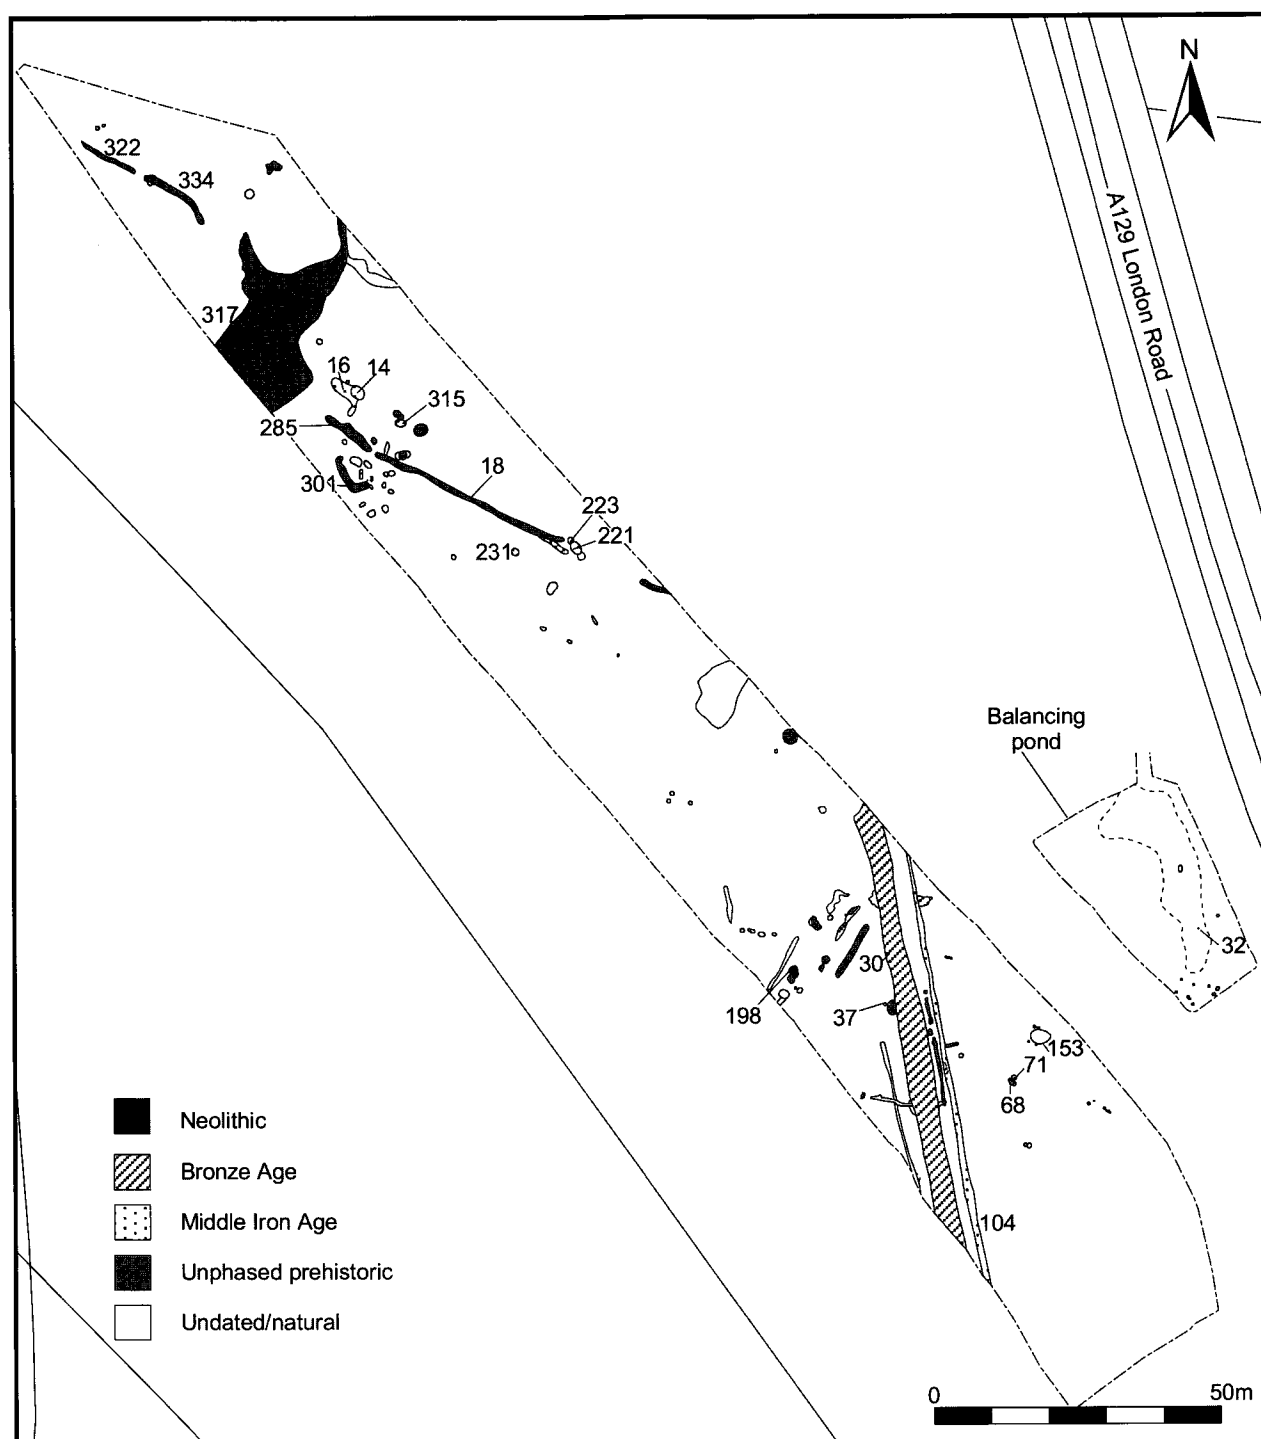 N
322
334
A129 London Road
317
16
14
315
285
18
301
223
221
231
Balancing
pond
32
30
198
37
153
71
68
104
Neolithic
Bronze Age
Middle Iron Age
Unphased prehistoric
Undated/natural
0
50m